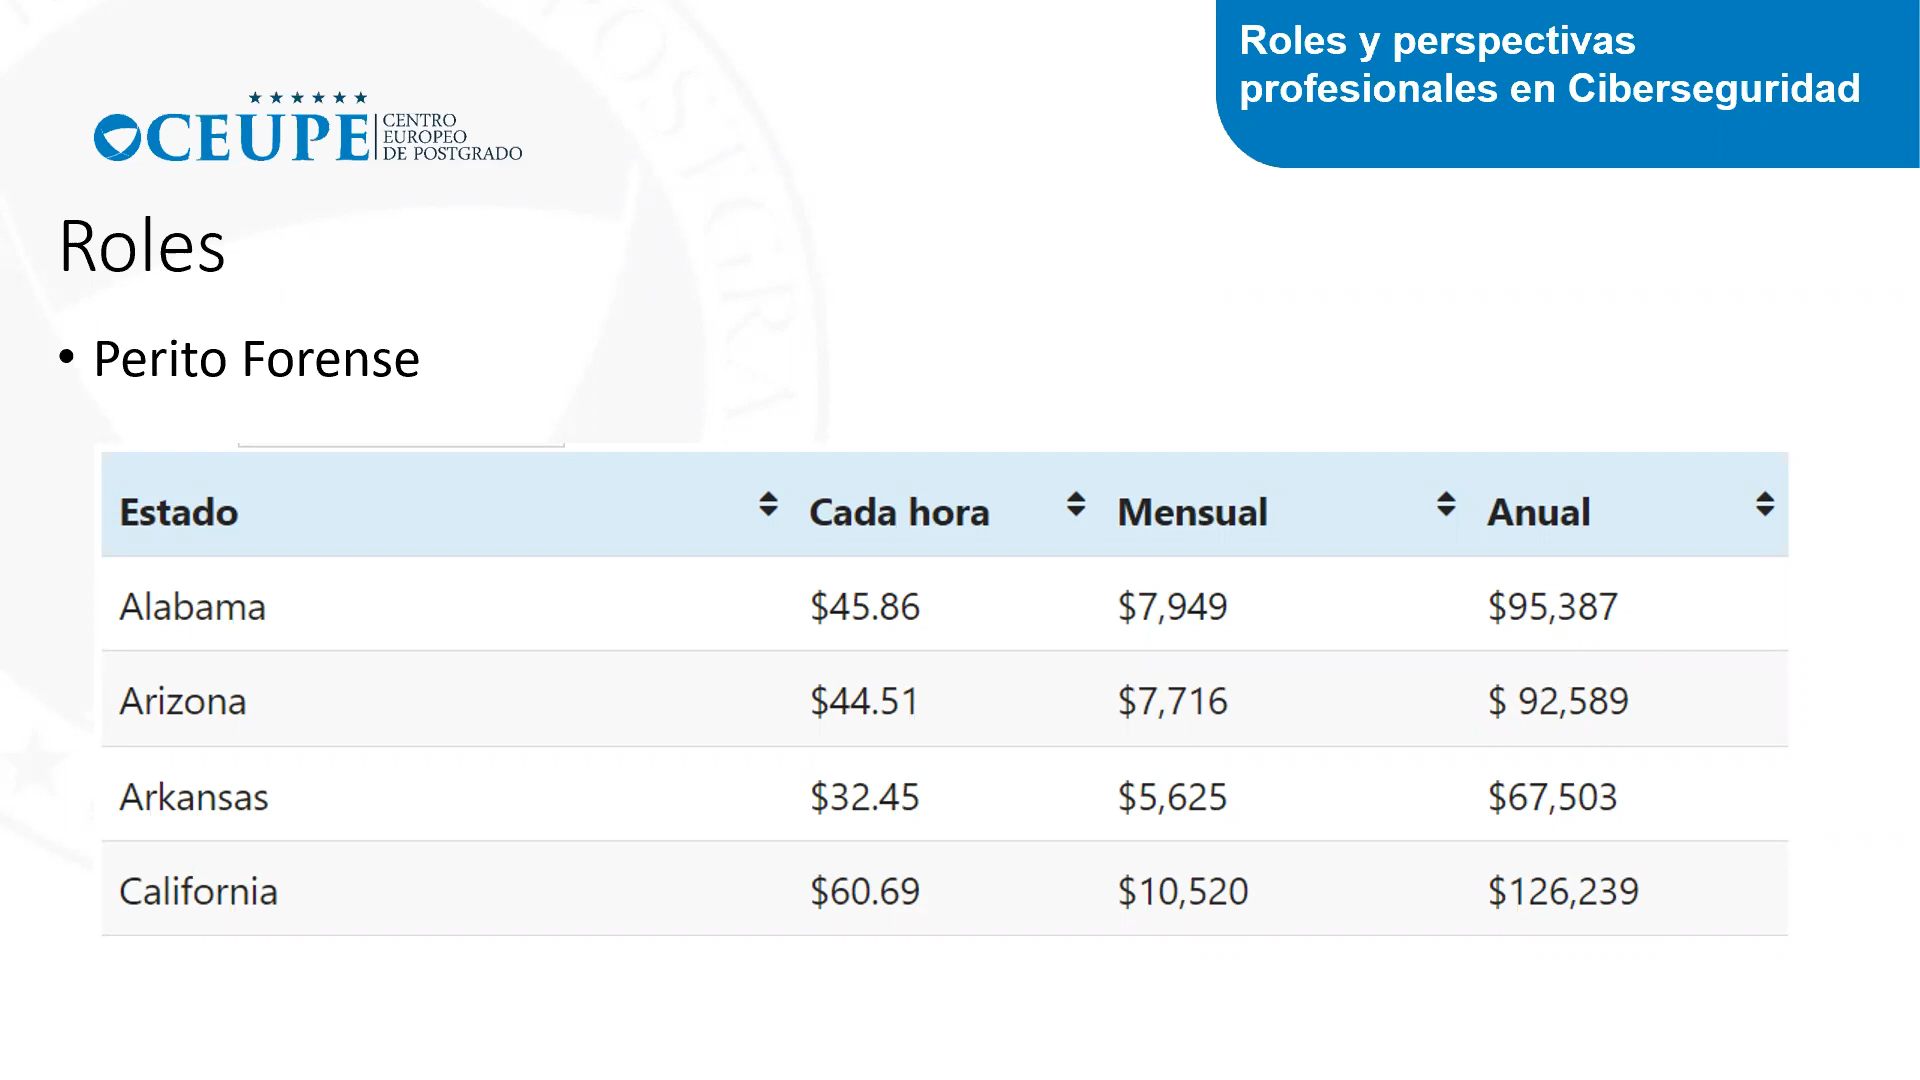 Roles y perspectivas
profesionales en Ciberseguridad
CEUPE
CENTRO
EUROPEO
DE POSTGRADO
Roles
• Perito Forense
Estado Cada hora Mensual Anual
Alabama $45.86 $7,949 $95,387
Arizona $44.51 $7,716 $ 92,589
Arkansas $32.45 $5,625 $67,503
California $60.69 $10,520 $126,239